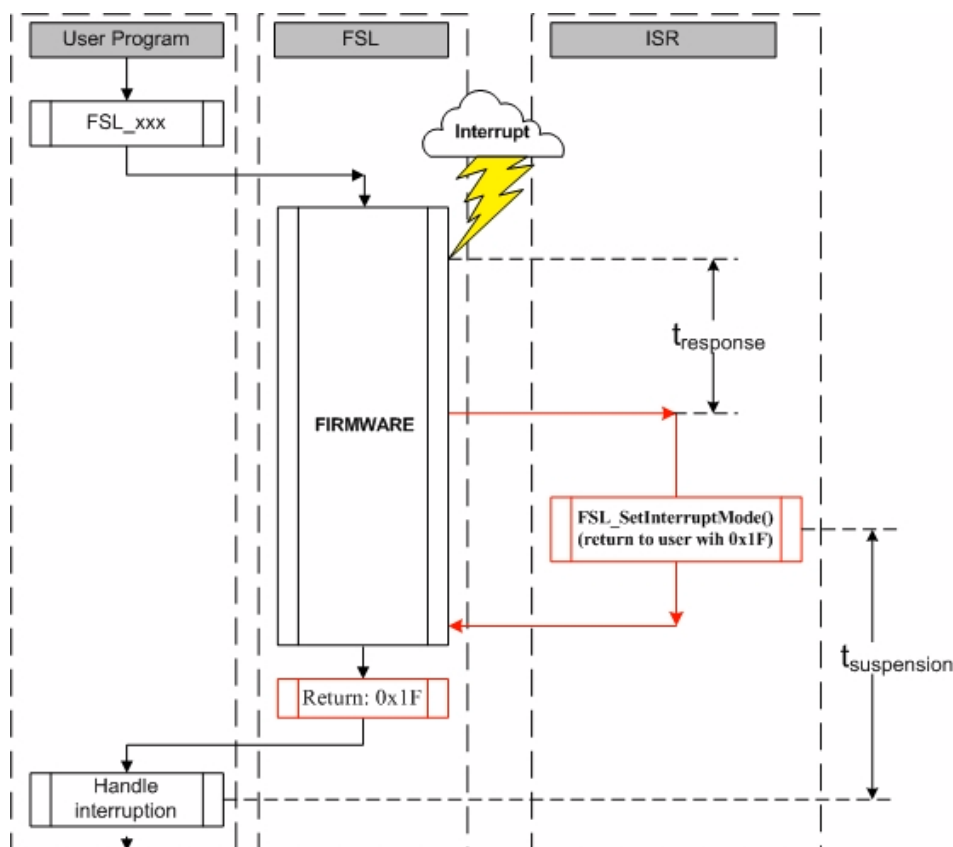 User Program
FSL
ISR
FSL_xxx
Interrupt
tresponse
FIRMWARE
FSL_SetInterruptMode()
(return to user wih 0x1F)
tsuspension
Return: 0x1F
Handle
interruption